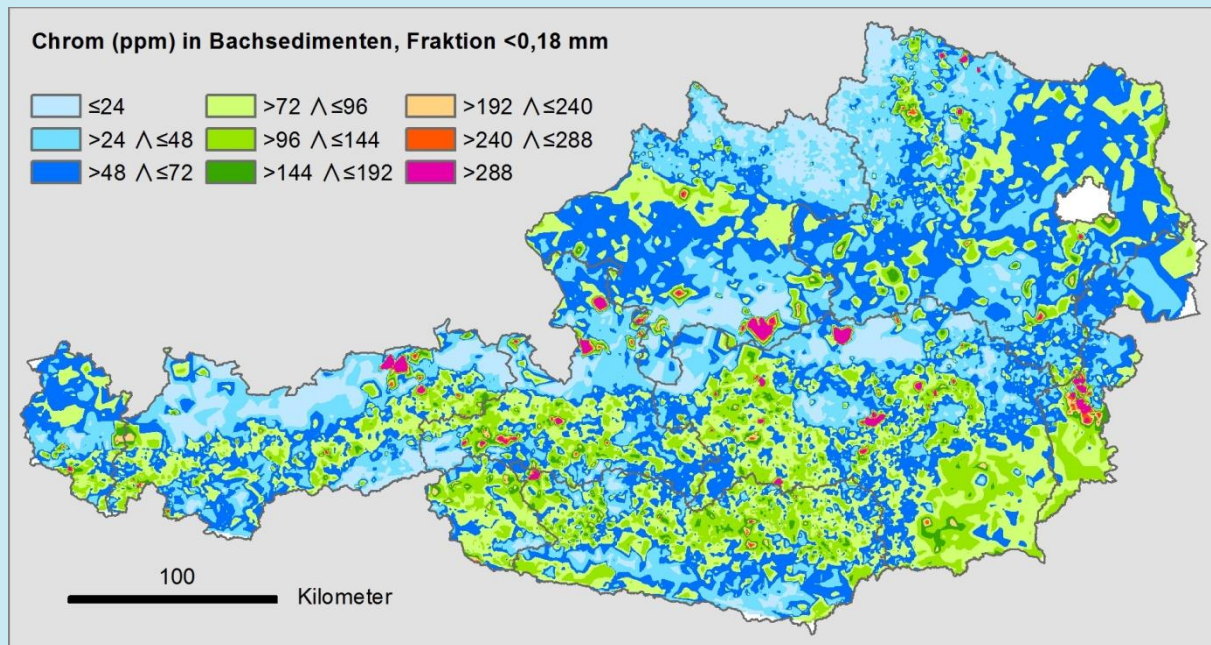 Chrom (ppm) in Bachsedimenten, Fraktion <0,18 mm
≤24 >72 ⋀ ≤96 >192 ⋀ ≤240
>24 ⋀ ≤48 >96 ⋀ ≤144 >240 ⋀ ≤288
>48 ⋀ ≤72 >144 ⋀ ≤192 >288
100
Kilometer